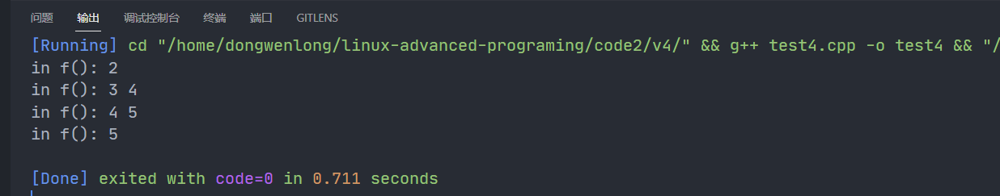 问题 输出 调试控制台 终端 端口 GITLENS
[Running] cd "/home/dongwenlong/linux-advanced-programing/code2/v4/" && g++ test4.cpp -o test4 && "/
in f(): 2
in f(): 3 4
in f(): 4 5
in f(): 5
[Done] exited with code=0 in 0.711 seconds